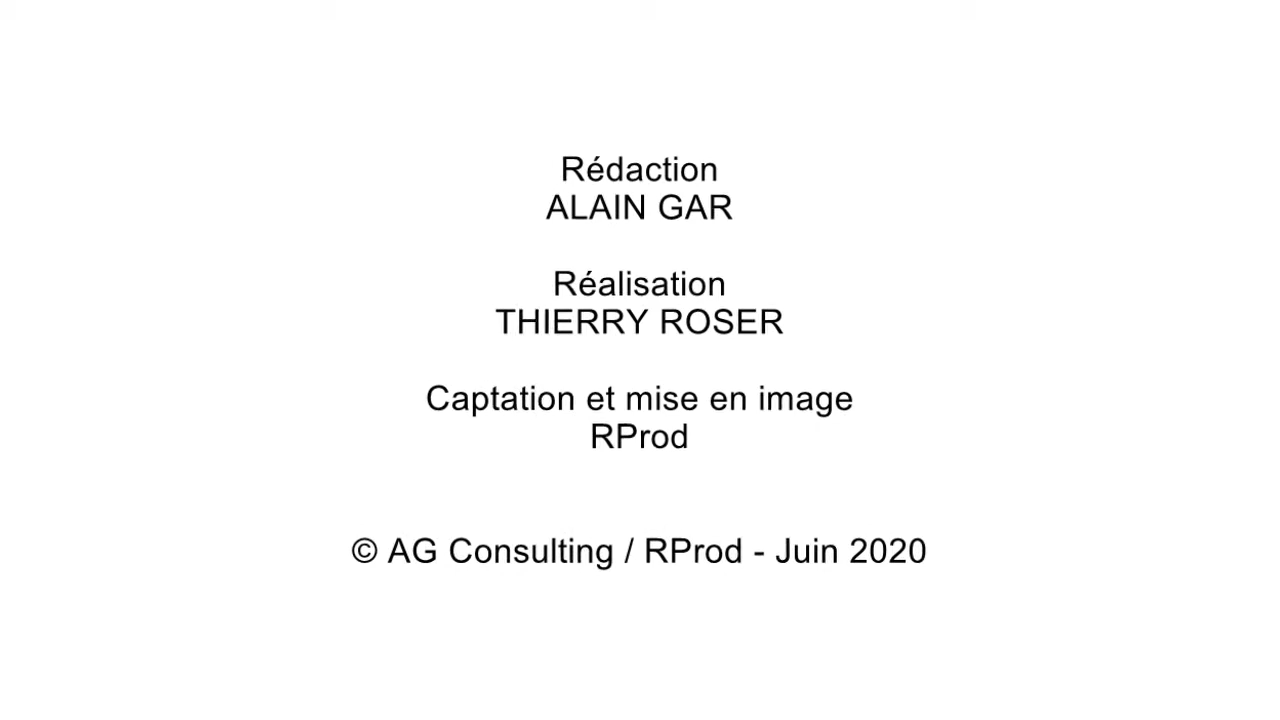 Rédaction
ALAIN GAR
Réalisation
THIERRY ROSER
Captation et mise en image
RProd
© AG Consulting / RProd - Juin 2020